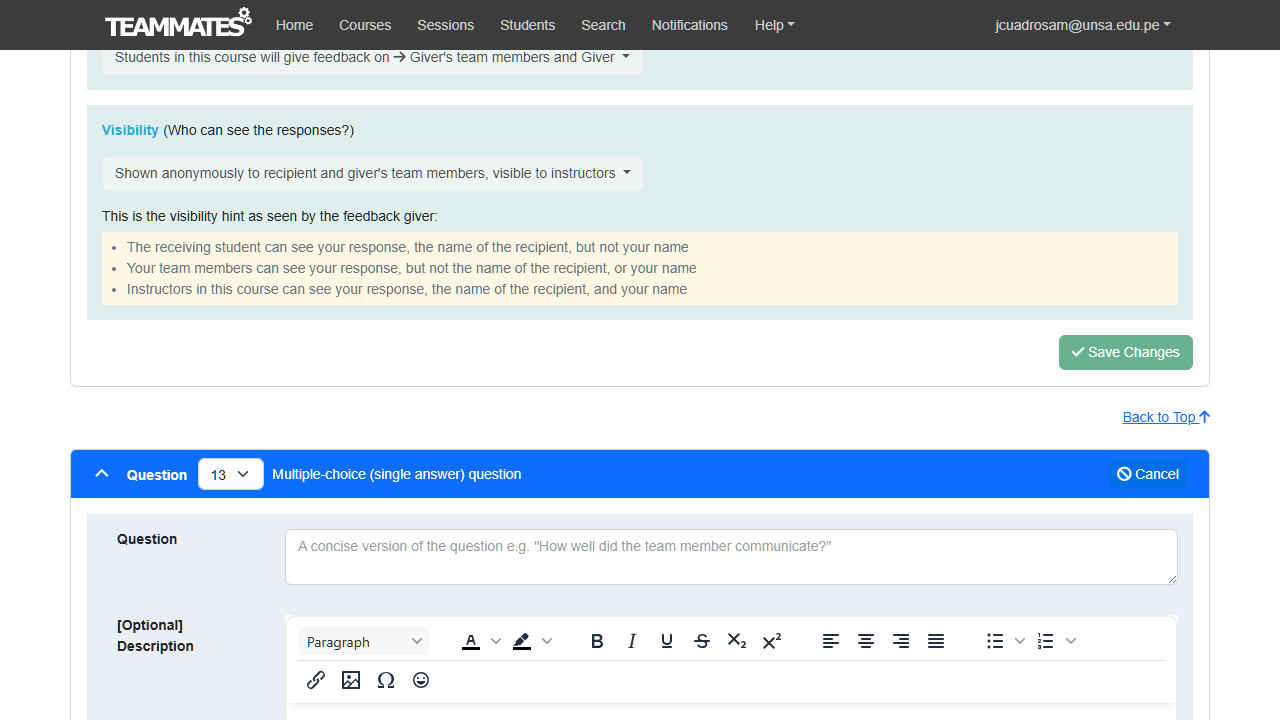 TEAMMATES Home Courses Sessions Students Search Notifications Help jcuadrosam@unsa.edu.pe
Students in this course will give feedback on → Giver's team members and Giver
Visibility (Who can see the responses?)
Shown anonymously to recipient and giver's team members, visible to instructors
This is the visibility hint as seen by the feedback giver:
• The receiving student can see your response, the name of the recipient, but not your name
• Your team members can see your response, but not the name of the recipient, or your name
• Instructors in this course can see your response, the name of the recipient, and your name
Save Changes
Back to Top
Question 13 Multiple-choice (single answer) question Cancel
Question A concise version of the question e.g. "How well did the team member communicate?"
[Optional]
Description
Paragraph